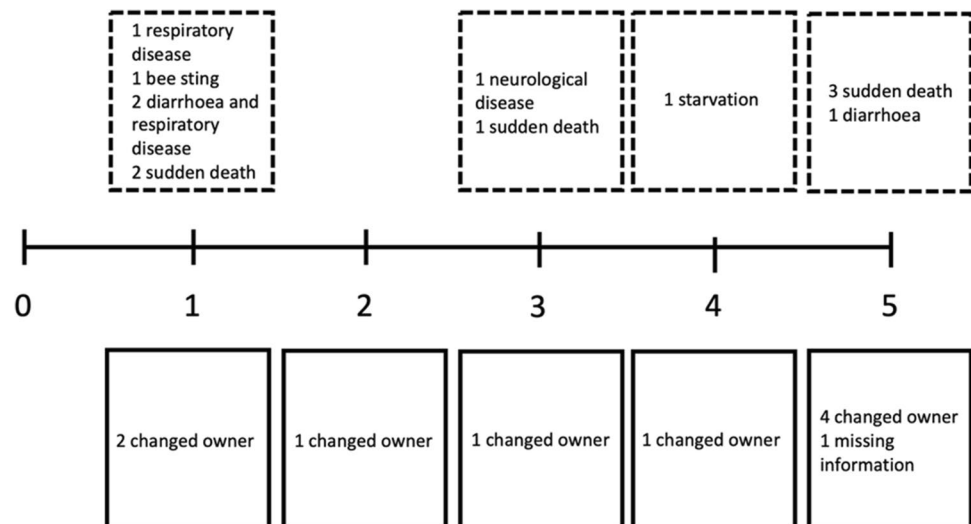 1 respiratory
disease
1 bee sting
2 diarrhoea and
respiratory
disease
2 sudden death
1 neurological
disease
1 sudden death
1 starvation
3 sudden death
1 diarrhoea
0
1
2
3
4
5
2 changed owner
1 changed owner
1 changed owner
1 changed owner
4 changed owner
1 missing
information